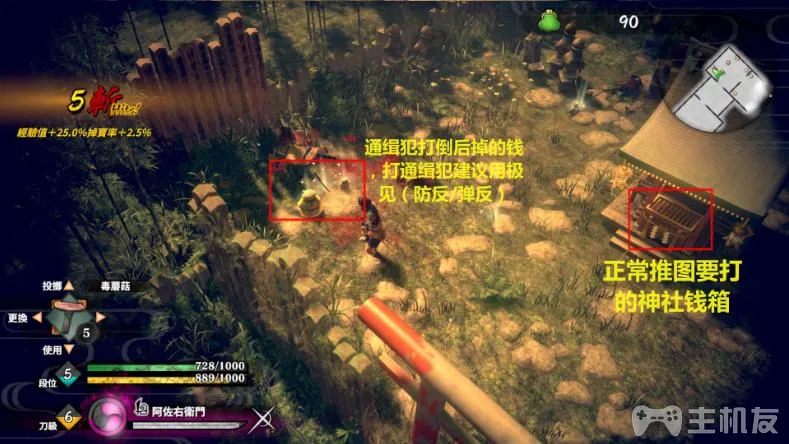 90
5 斬 Hits!
經驗值+25.0%掉寶率+2.5%
通缉犯打倒后掉的钱
，打通缉犯建议用极
见（防反/弹反）
正常推图要打
的神社钱箱
投擲
毒蘑菇
更換
5
使用
728/1000
889/1000
5
段位
阿佐右衛門
6
刀級
主机友